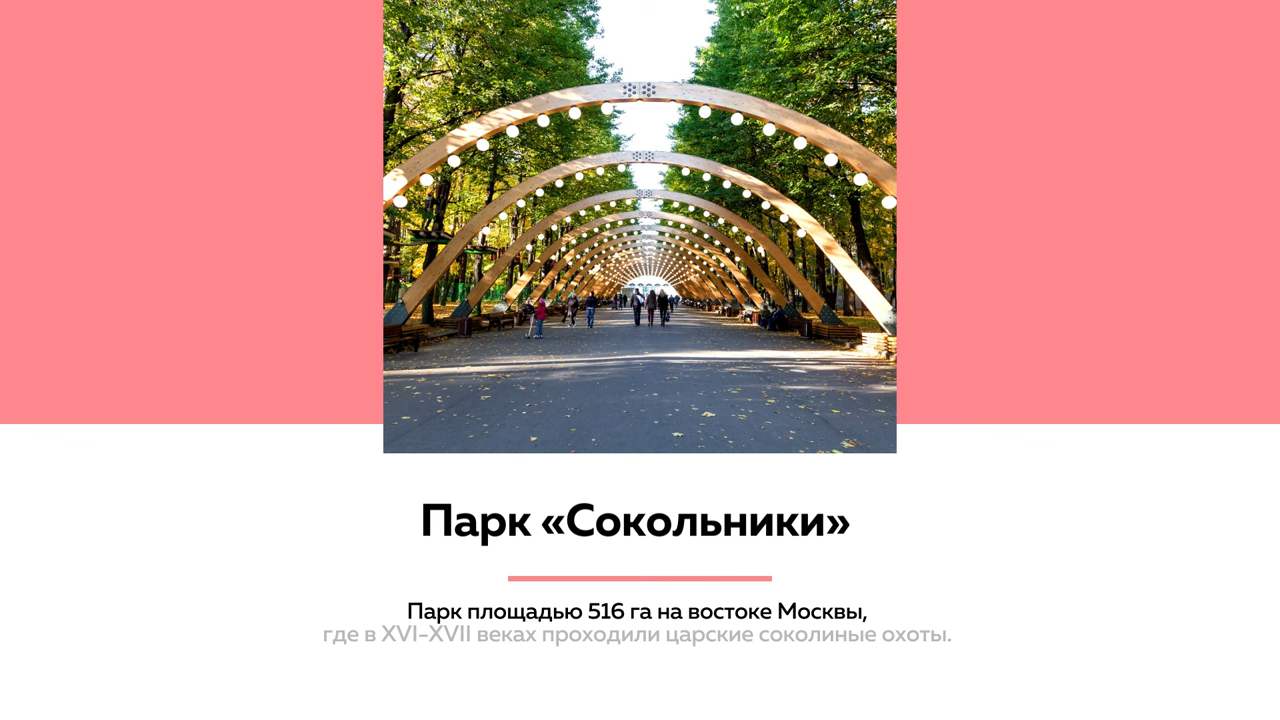 Парк «Сокольники»
Парк площадью 516 га на востоке Москвы,
где в XVI-XVII веках проходили царские соколиные охоты.